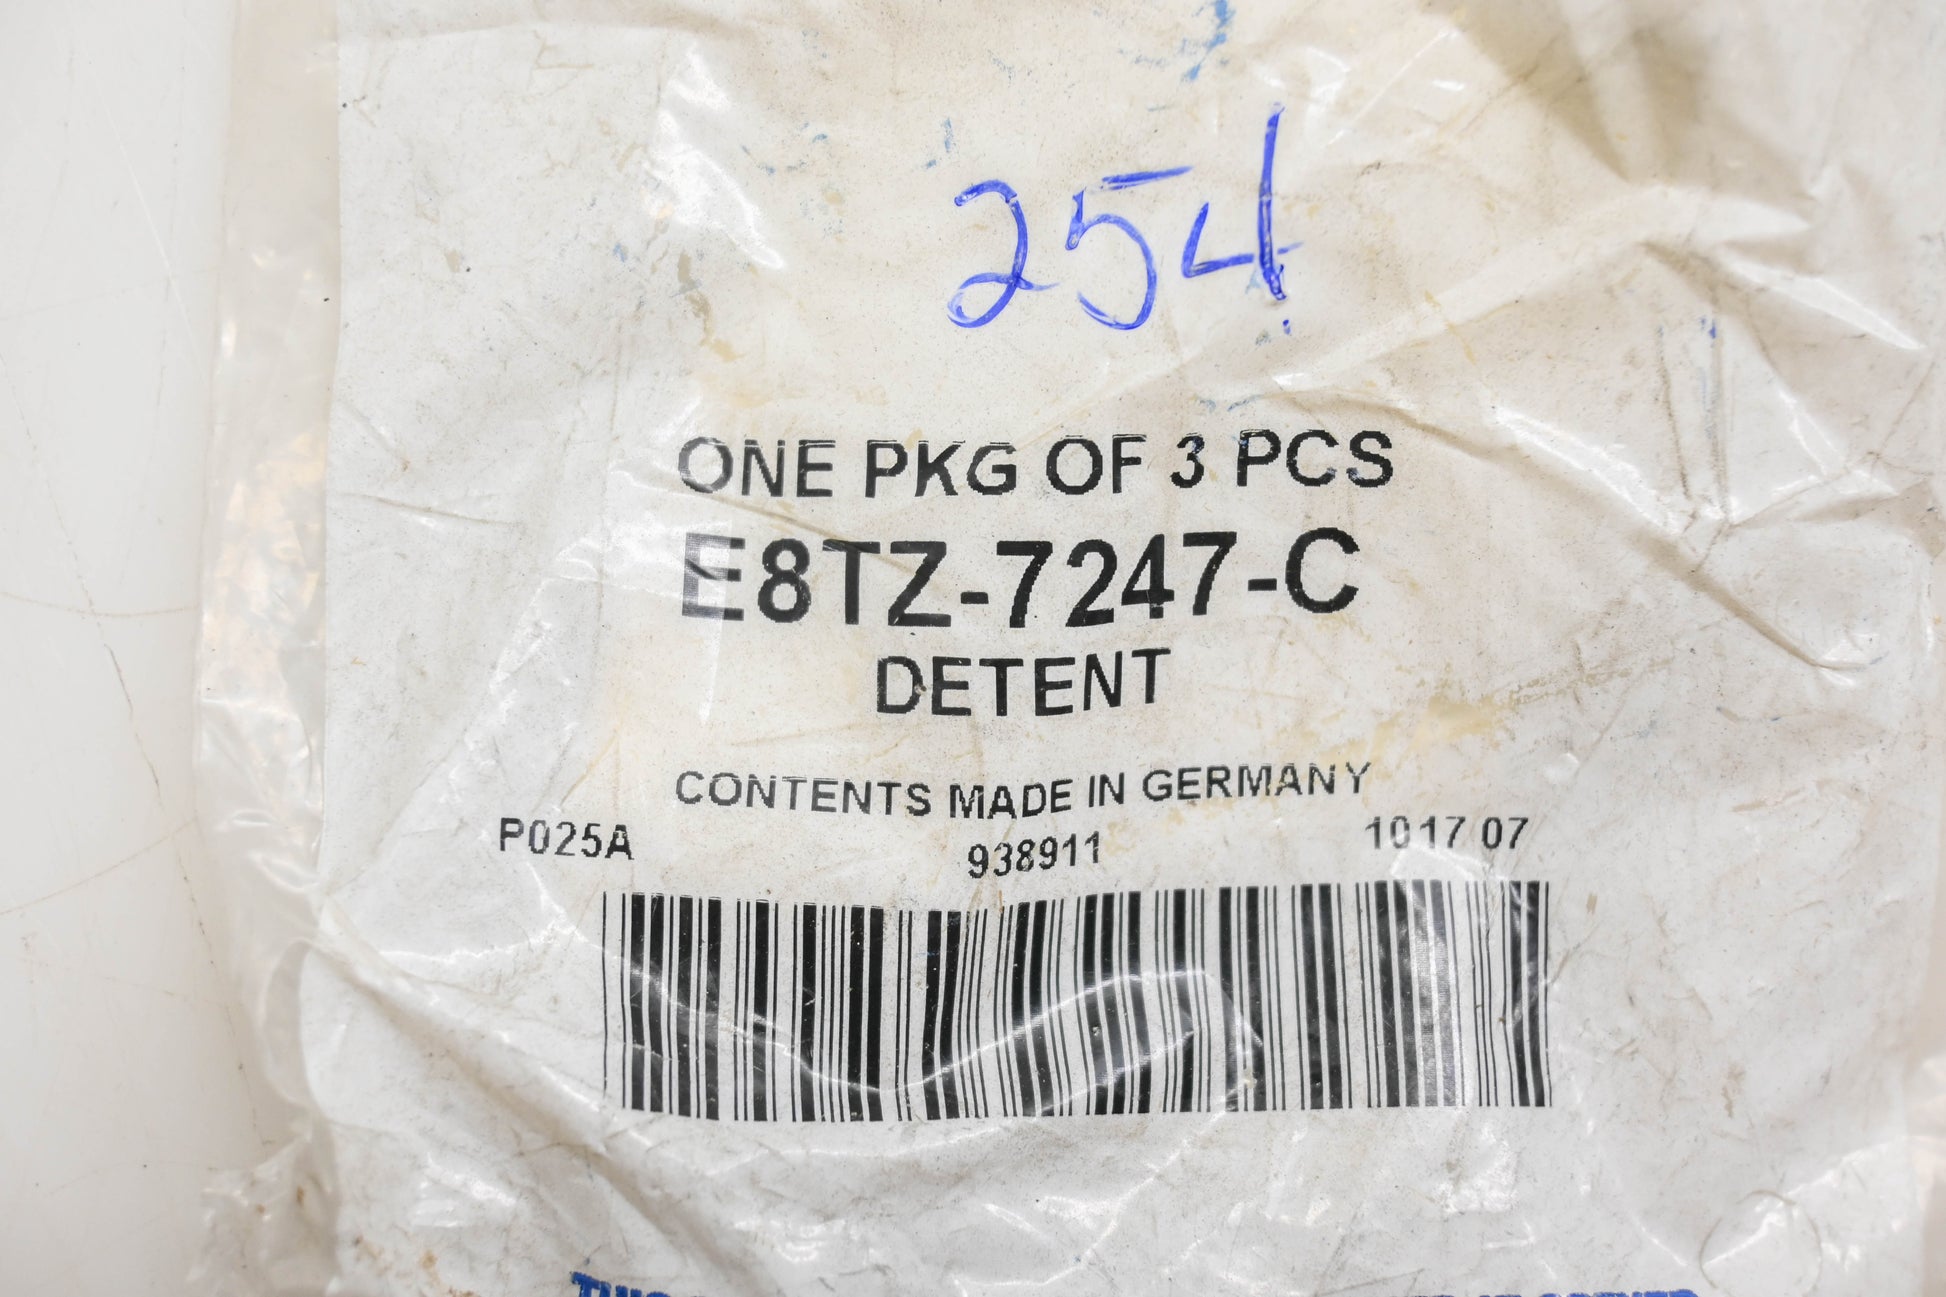 254
ONE PKG OF 3 PCS
E8TZ-7247-C
DETENT
CONTENTS MADE IN GERMANY
P025A 938911 1017 07